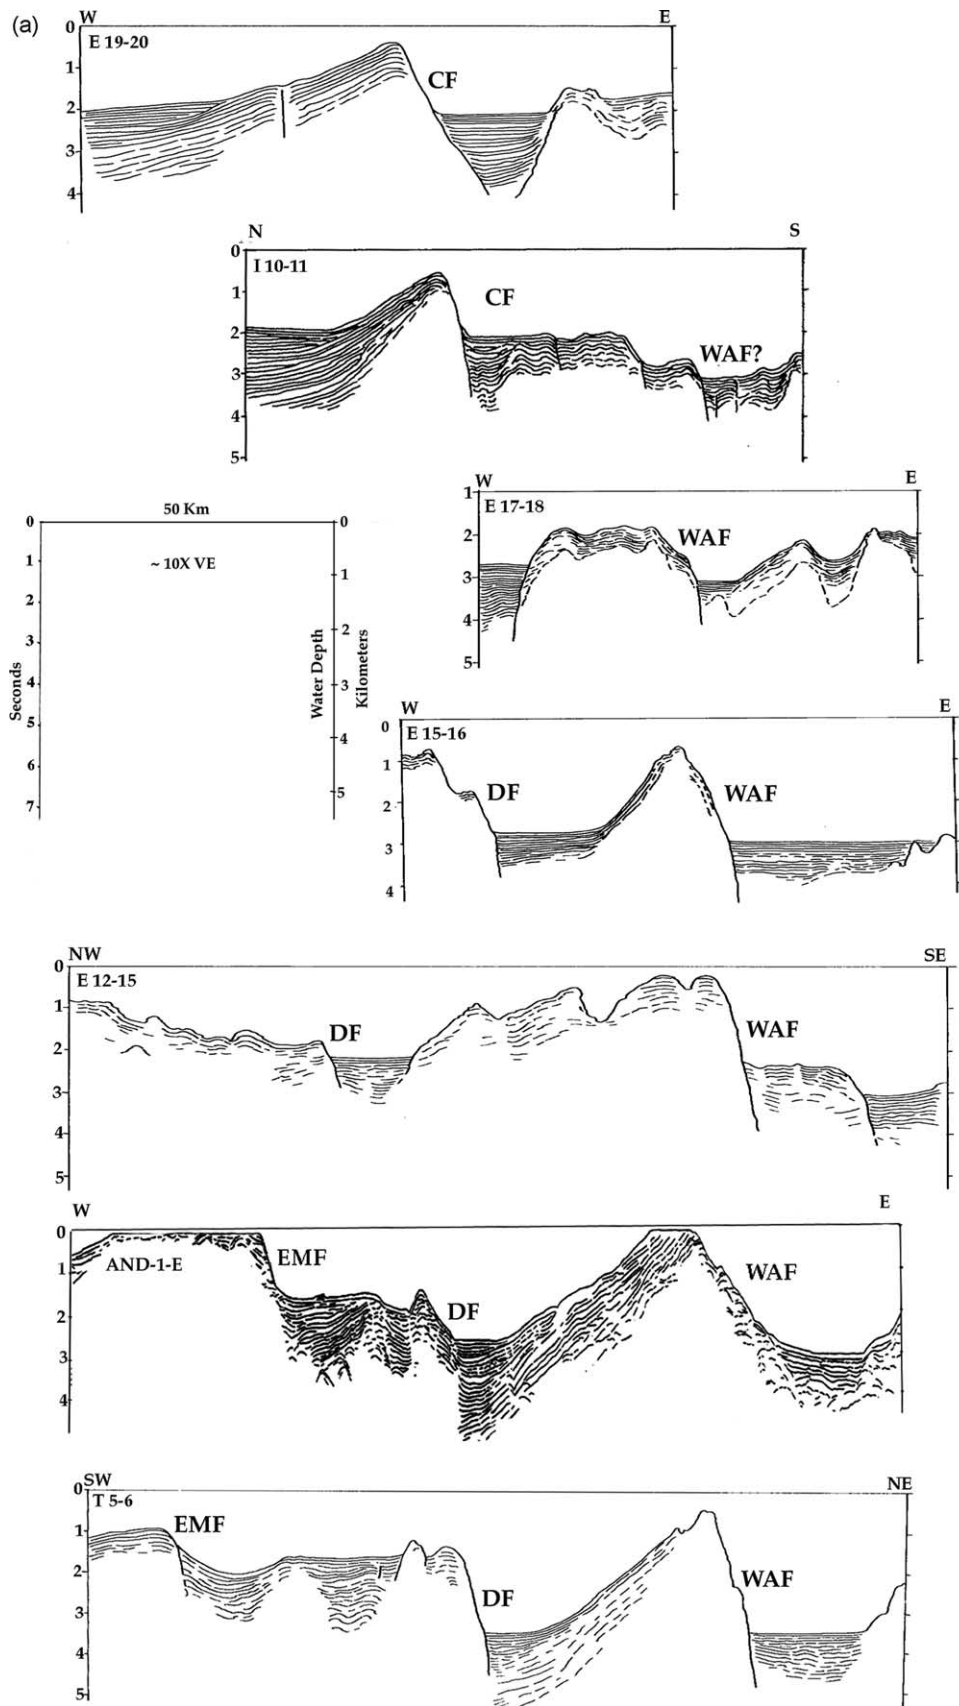 (a)
W E
E 19-20
CF
0
1
2
3
4
N S
I 10-11
CF
WAF?
0
1
2
3
4
5
W E
E 17-18
WAF
1
2
3
4
5
50 Km
~ 10X VE
Seconds
0
1
2
3
4
5
6
7
Water Depth
Kilometers
0
1
2
3
4
5
W E
E 15-16
DF
WAF
0
1
2
3
4
NW SE
E 12-15
DF
WAF
0
1
2
3
4
5
W E
AND-1-E
EMF
DF
WAF
0
1
2
3
4
SW NE
T 5-6
EMF
DF
WAF
0
1
2
3
4
5